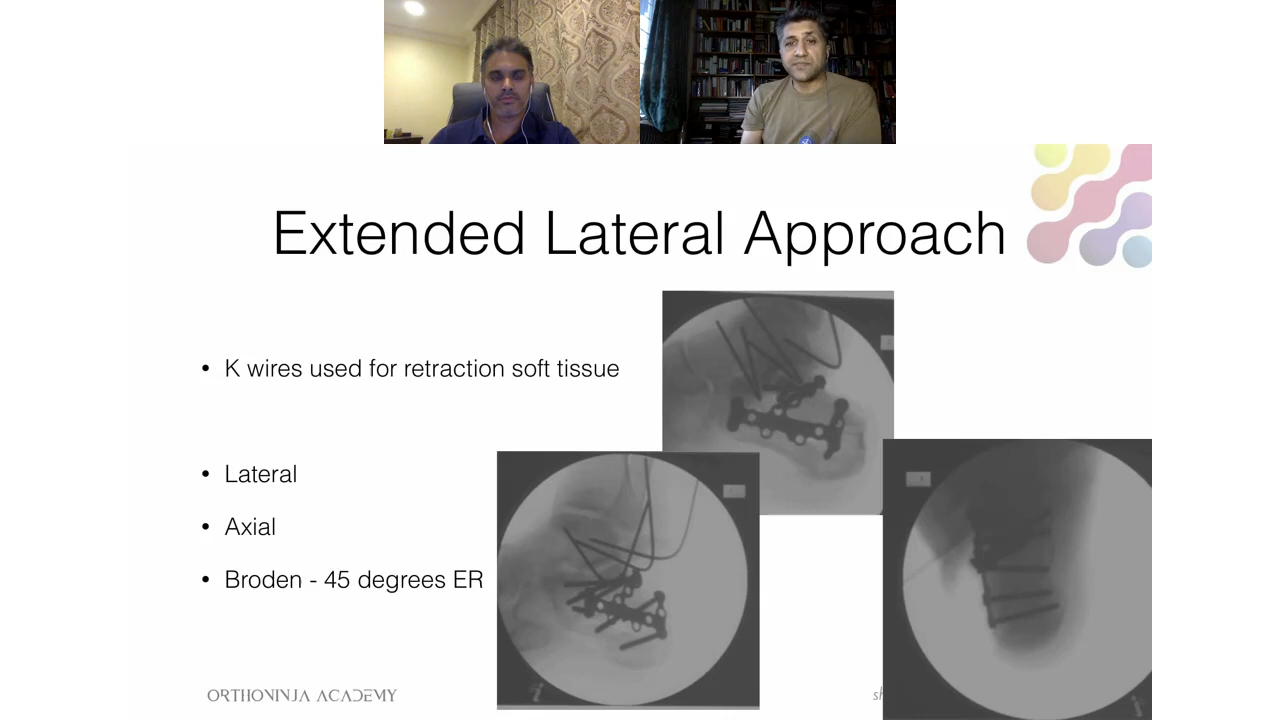 Extended Lateral Approach
• K wires used for retraction soft tissue
• Lateral
• Axial
• Broden - 45 degrees ER
ORTHONINJA ACADEMY